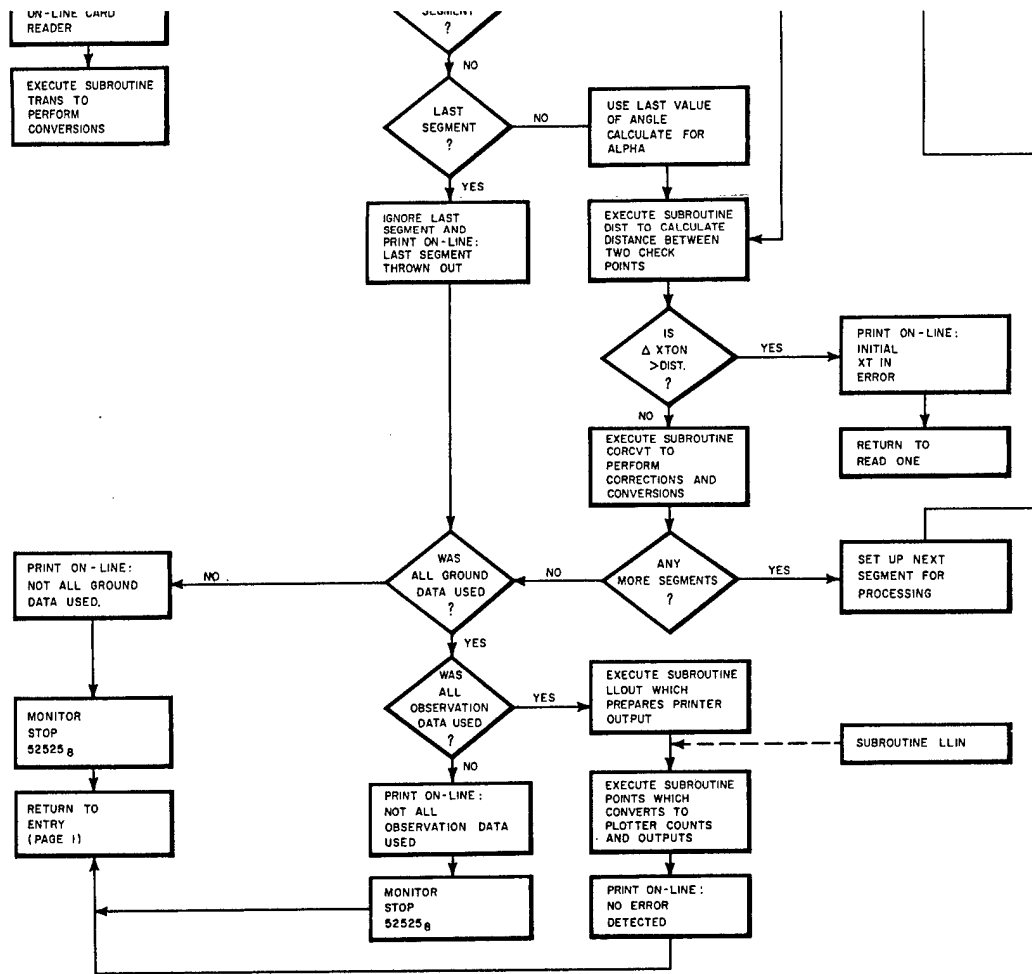 ON-LINE CARD
READER
EXECUTE SUBROUTINE
TRANS TO
PERFORM
CONVERSIONS
SEGMENT
?
NO
LAST
SEGMENT
?
NO
USE LAST VALUE
OF ANGLE
CALCULATE FOR
ALPHA
YES
IGNORE LAST
SEGMENT AND
PRINT ON-LINE:
LAST SEGMENT
THROWN OUT
EXECUTE SUBROUTINE
DIST TO CALCULATE
DISTANCE BETWEEN
TWO CHECK
POINTS
IS
Δ XTON
>DIST.
?
YES
PRINT ON-LINE:
INITIAL
XT IN
ERROR
NO
RETURN TO
READ ONE
EXECUTE SUBROUTINE
CORCVT TO
PERFORM
CORRECTIONS AND
CONVERSIONS
ANY
MORE SEGMENTS
?
YES
SET UP NEXT
SEGMENT FOR
PROCESSING
NO
WAS
ALL GROUND
DATA USED
?
NO
PRINT ON-LINE:
NOT ALL GROUND
DATA USED.
MONITOR
STOP
52525₈
RETURN TO
ENTRY
(PAGE 1)
YES
WAS
ALL
OBSERVATION
DATA USED
?
YES
EXECUTE SUBROUTINE
LLOUT WHICH
PREPARES PRINTER
OUTPUT
SUBROUTINE LLIN
NO
PRINT ON-LINE:
NOT ALL
OBSERVATION DATA
USED
MONITOR
STOP
52525₈
EXECUTE SUBROUTINE
POINTS WHICH
CONVERTS TO
PLOTTER COUNTS
AND OUTPUTS
PRINT ON-LINE:
NO ERROR
DETECTED